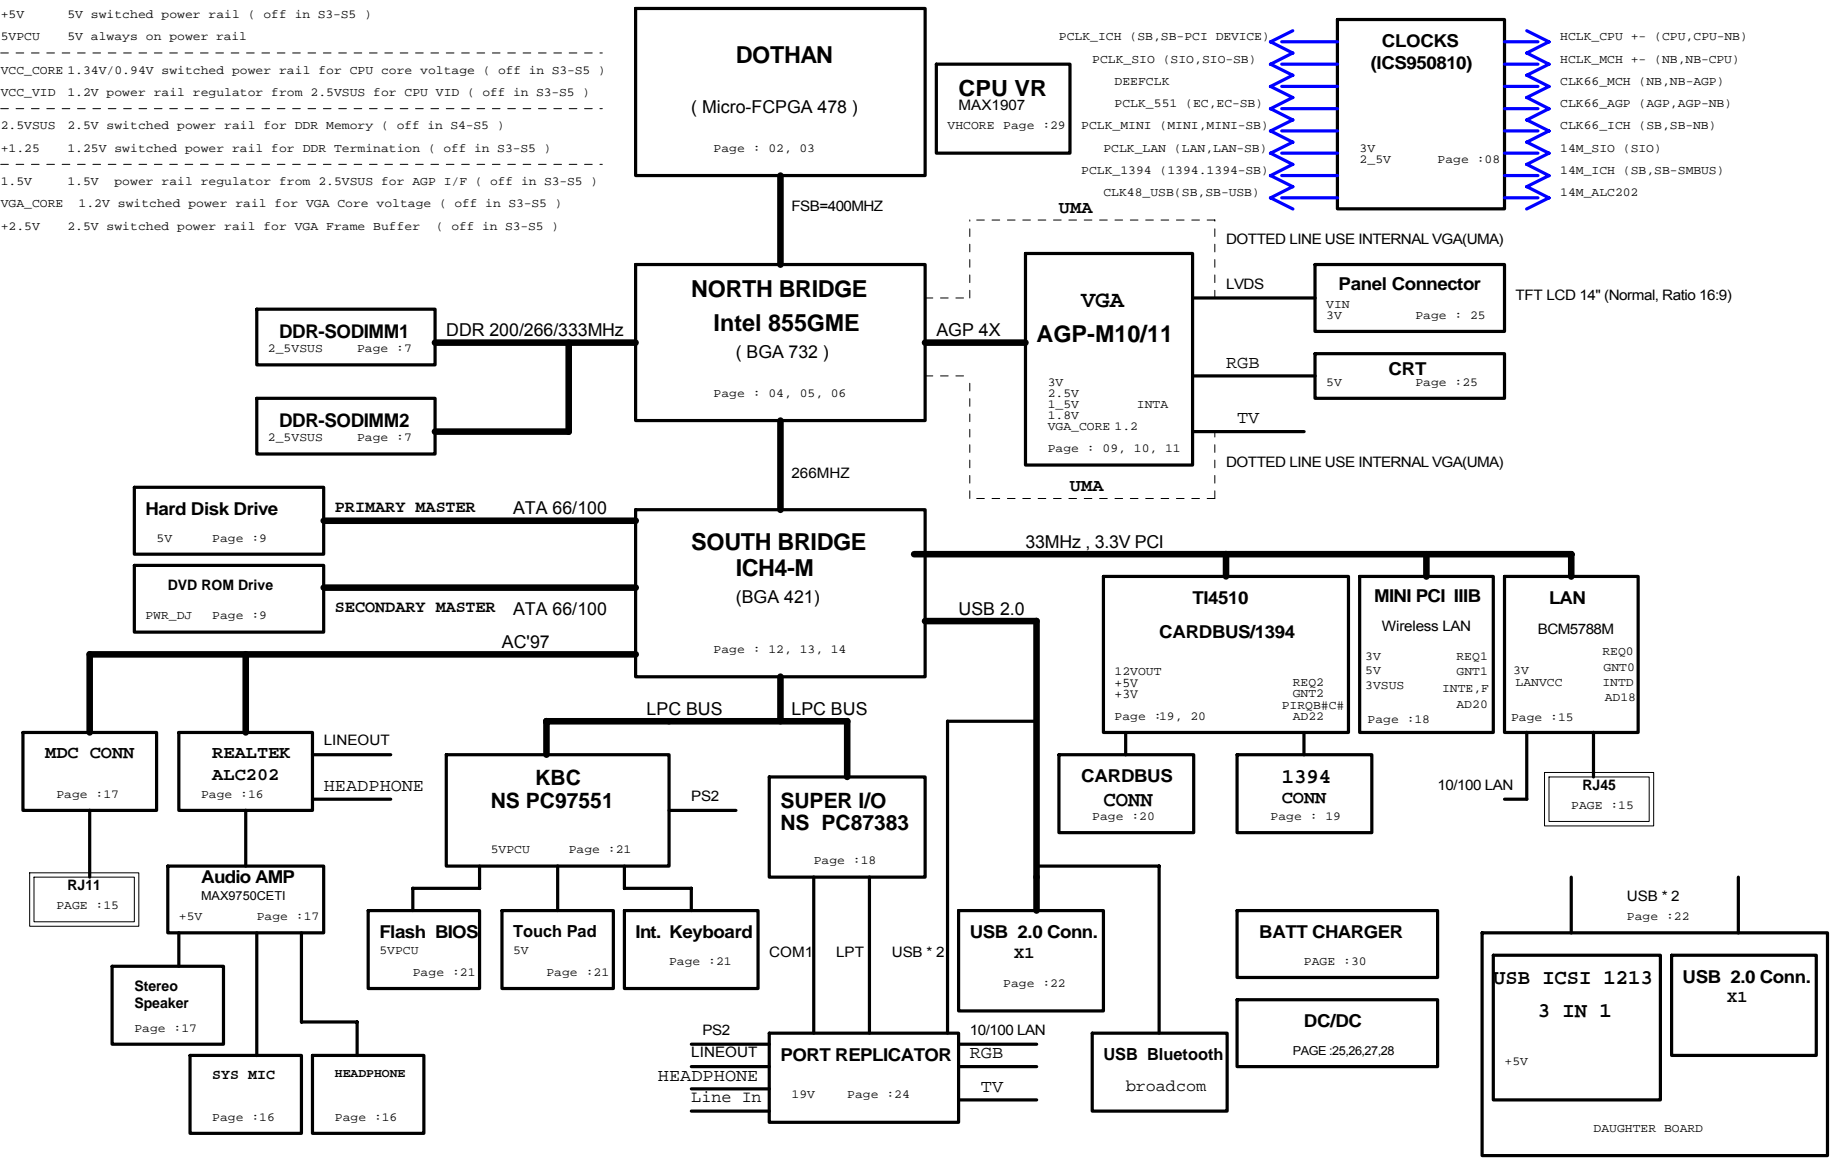 +5V 5V switched power rail ( off in S3-S5 )
5VPCU 5V always on power rail
VCC_CORE 1.34V/0.94V switched power rail for CPU core voltage ( off in S3-S5 )
VCC_VID 1.2V power rail regulator from 2.5VSUS for CPU VID ( off in S3-S5 )
2.5VSUS 2.5V switched power rail for DDR Memory ( off in S4-S5 )
+1.25 1.25V switched power rail for DDR Termination ( off in S3-S5 )
1.5V 1.5V power rail regulator from 2.5VSUS for AGP I/F ( off in S3-S5 )
VGA_CORE 1.2V switched power rail for VGA Core voltage ( off in S3-S5 )
+2.5V 2.5V switched power rail for VGA Frame Buffer ( off in S3-S5 )
DOTHAN
( Micro-FCPGA 478 )
Page : 02, 03
CPU VR
MAX1907
VHCORE Page :29
PCLK_ICH (SB,SB-PCI DEVICE)
PCLK_SIO (SIO,SIO-SB)
DEEFCLK
PCLK_551 (EC,EC-SB)
PCLK_MINI (MINI,MINI-SB)
PCLK_LAN (LAN,LAN-SB)
PCLK_1394 (1394.1394-SB)
CLK48_USB(SB,SB-USB)
CLOCKS
(ICS950810)
3V
2_5V Page :08
HCLK_CPU +- (CPU,CPU-NB)
HCLK_MCH +- (NB,NB-CPU)
CLK66_MCH (NB,NB-AGP)
CLK66_AGP (AGP,AGP-NB)
CLK66_ICH (SB,SB-NB)
14M_SIO (SIO)
14M_ICH (SB,SB-SMBUS)
14M_ALC202
FSB=400MHZ
UMA
DOTTED LINE USE INTERNAL VGA(UMA)
NORTH BRIDGE
Intel 855GME
( BGA 732 )
Page : 04, 05, 06
DDR-SODIMM1
2_5VSUS Page :7
DDR 200/266/333MHz
DDR-SODIMM2
2_5VSUS Page :7
AGP 4X
VGA
AGP-M10/11
3V
2.5V
1_5V INTA
1.8V
VGA_CORE 1.2
Page : 09, 10, 11
LVDS
Panel Connector
VIN
3V Page : 25
TFT LCD 14" (Normal, Ratio 16:9)
RGB
CRT
5V Page :25
TV
DOTTED LINE USE INTERNAL VGA(UMA)
UMA
266MHZ
Hard Disk Drive
5V Page :9
PRIMARY MASTER ATA 66/100
DVD ROM Drive
PWR_DJ Page :9
SECONDARY MASTER ATA 66/100
AC'97
SOUTH BRIDGE
ICH4-M
(BGA 421)
Page : 12, 13, 14
33MHz , 3.3V PCI
USB 2.0
TI4510
CARDBUS/1394
12VOUT
+5V
+3V
REQ2
GNT2
PIRQB#C#
AD22
Page :19, 20
MINI PCI IIIB
Wireless LAN
3V REQ1
5V GNT1
3VSUS INTE,F
AD20
Page :18
LAN
BCM5788M
REQ0
3V GNT0
LANVCC INTD
AD18
Page :15
LPC BUS LPC BUS
MDC CONN
Page :17
REALTEK
ALC202
Page :16
LINEOUT
HEADPHONE
KBC
NS PC97551
5VPCU Page :21
PS2
SUPER I/O
NS PC87383
Page :18
CARDBUS
CONN
Page :20
1394
CONN
Page : 19
10/100 LAN
RJ45
PAGE :15
RJ11
PAGE :15
Audio AMP
MAX9750CETI
+5V Page :17
Flash BIOS
5VPCU
Page :21
Touch Pad
5V
Page :21
Int. Keyboard
Page :21
COM1
LPT
USB * 2
USB 2.0 Conn.
X1
Page :22
BATT CHARGER
PAGE :30
USB * 2
Page :22
Stereo
Speaker
Page :17
USB ICSI 1213
3 IN 1
+5V
USB 2.0 Conn.
X1
DAUGHTER BOARD
DC/DC
PAGE :25,26,27,28
SYS MIC
Page :16
HEADPHONE
Page :16
PS2
LINEOUT
HEADPHONE
Line In
PORT REPLICATOR
19V Page :24
10/100 LAN
RGB
TV
USB Bluetooth
broadcom